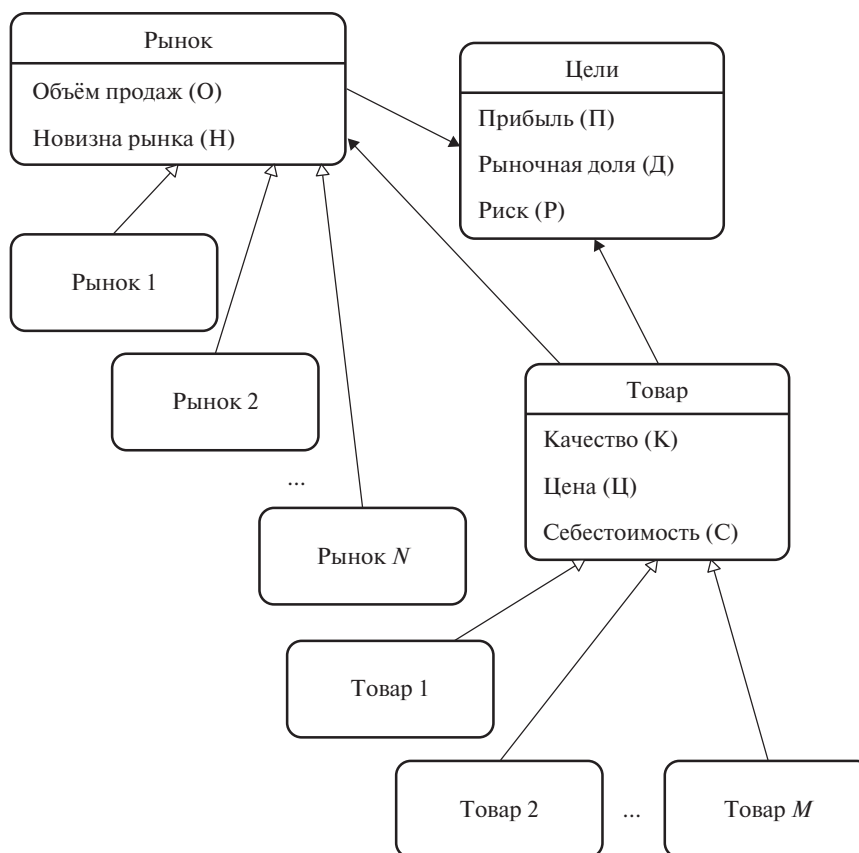 Рынок
Объём продаж (О)
Новизна рынка (Н)
Цели
Прибыль (П)
Рыночная доля (Д)
Риск (Р)
Рынок 1
Рынок 2
...
Рынок N
Товар
Качество (К)
Цена (Ц)
Себестоимость (С)
Товар 1
Товар 2
...
Товар M